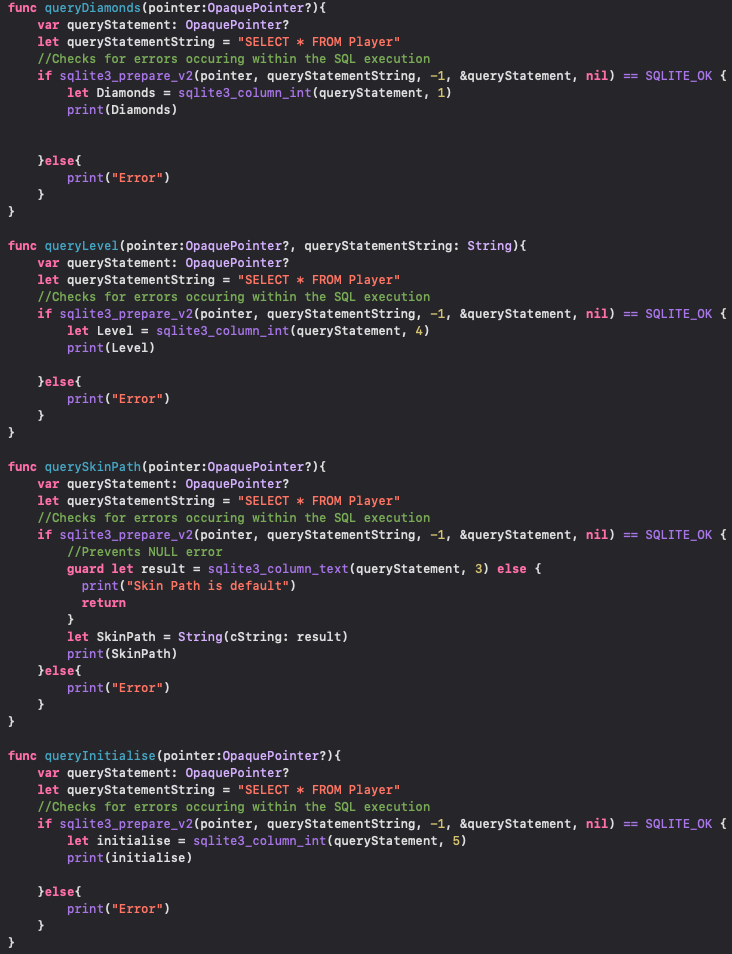 func queryDiamonds(pointer:OpaquePointer?){
    var queryStatement: OpaquePointer?
    let queryStatementString = "SELECT * FROM Player"
    //Checks for errors occuring within the SQL execution
    if sqlite3_prepare_v2(pointer, queryStatementString, -1, &queryStatement, nil) == SQLITE_OK {
        let Diamonds = sqlite3_column_int(queryStatement, 1)
        print(Diamonds)
    }else{
        print("Error")
    }
}
func queryLevel(pointer:OpaquePointer?, queryStatementString: String){
    var queryStatement: OpaquePointer?
    let queryStatementString = "SELECT * FROM Player"
    //Checks for errors occuring within the SQL execution
    if sqlite3_prepare_v2(pointer, queryStatementString, -1, &queryStatement, nil) == SQLITE_OK {
        let Level = sqlite3_column_int(queryStatement, 4)
        print(Level)
    }else{
        print("Error")
    }
}
func querySkinPath(pointer:OpaquePointer?){
    var queryStatement: OpaquePointer?
    let queryStatementString = "SELECT * FROM Player"
    //Checks for errors occuring within the SQL execution
    if sqlite3_prepare_v2(pointer, queryStatementString, -1, &queryStatement, nil) == SQLITE_OK {
        //Prevents NULL error
        guard let result = sqlite3_column_text(queryStatement, 3) else {
          print("Skin Path is default")
          return
        }
        let SkinPath = String(cString: result)
        print(SkinPath)
    }else{
        print("Error")
    }
}
func queryInitialise(pointer:OpaquePointer?){
    var queryStatement: OpaquePointer?
    let queryStatementString = "SELECT * FROM Player"
    //Checks for errors occuring within the SQL execution
    if sqlite3_prepare_v2(pointer, queryStatementString, -1, &queryStatement, nil) == SQLITE_OK {
        let initialise = sqlite3_column_int(queryStatement, 5)
        print(initialise)
    }else{
        print("Error")
    }
}